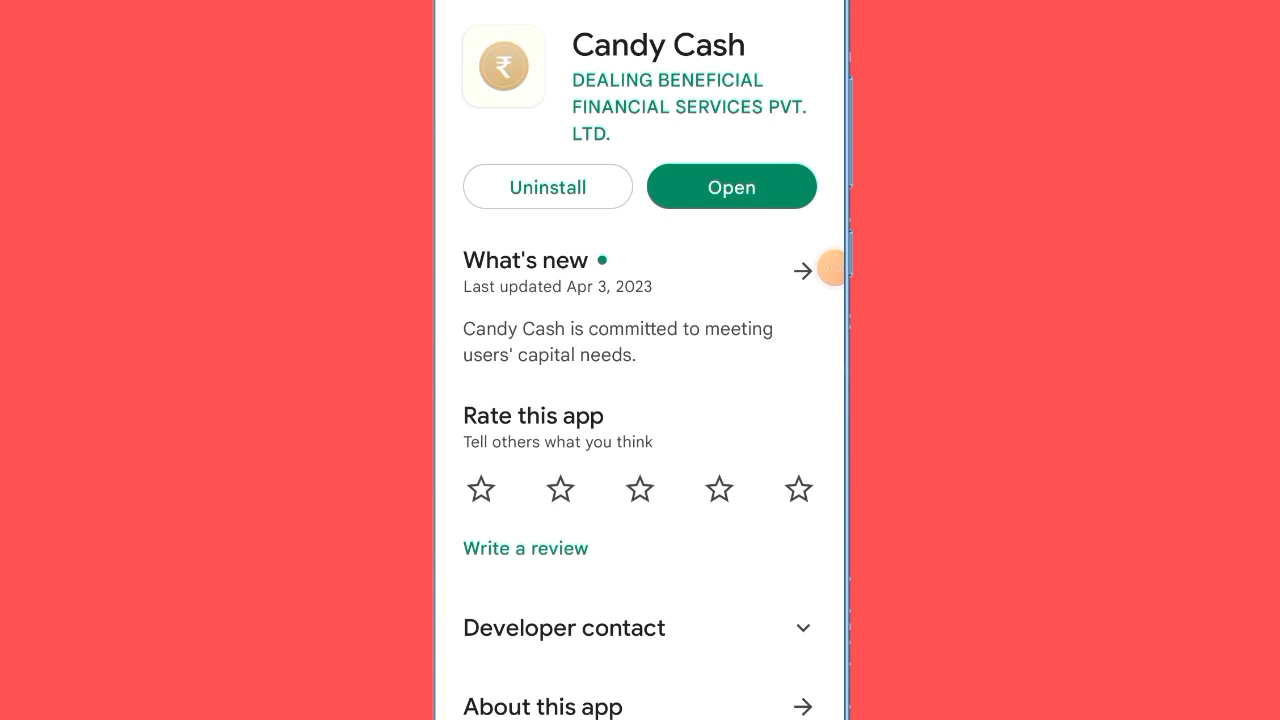 Candy Cash
DEALING BENEFICIAL
FINANCIAL SERVICES PVT.
LTD.
Uninstall
Open
What's new
Last updated Apr 3, 2023
Candy Cash is committed to meeting
users' capital needs.
Rate this app
Tell others what you think
Write a review
Developer contact
About this app